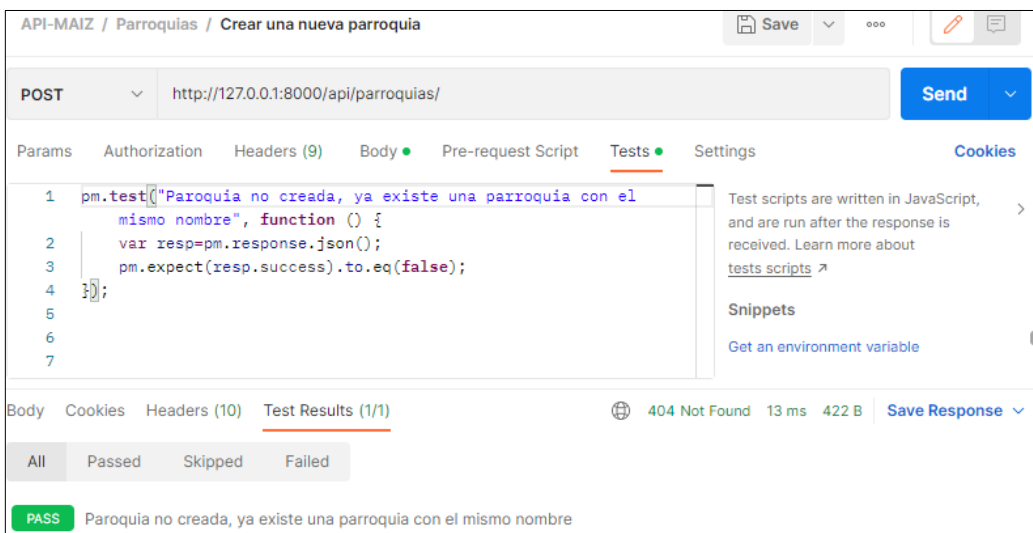 API-MAIZ / Parroquias / Crear una nueva parroquia
Save
POST
http://127.0.0.1:8000/api/parroquias/
Send
Params Authorization Headers (9) Body Pre-request Script Tests Settings Cookies
1 pm.test("Paroquia no creada, ya existe una parroquia con el
mismo nombre", function () {
2 var resp=pm.response.json();
3 pm.expect(resp.success).to.eq(false);
4 });
5
6
7
Test scripts are written in JavaScript,
and are run after the response is
received. Learn more about
tests scripts ↗
Snippets
Get an environment variable
Body Cookies Headers (10) Test Results (1/1) 404 Not Found 13 ms 422 B Save Response
All Passed Skipped Failed
PASS Paroquia no creada, ya existe una parroquia con el mismo nombre